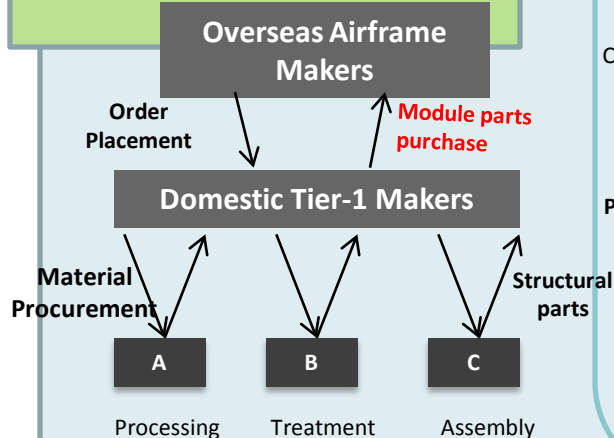 Overseas Airframe
Makers
Order
Placement
Module parts
purchase
Domestic Tier-1 Makers
Material
Procurement
Structural
parts
A
B
C
Processing
Treatment
Assembly
C
P